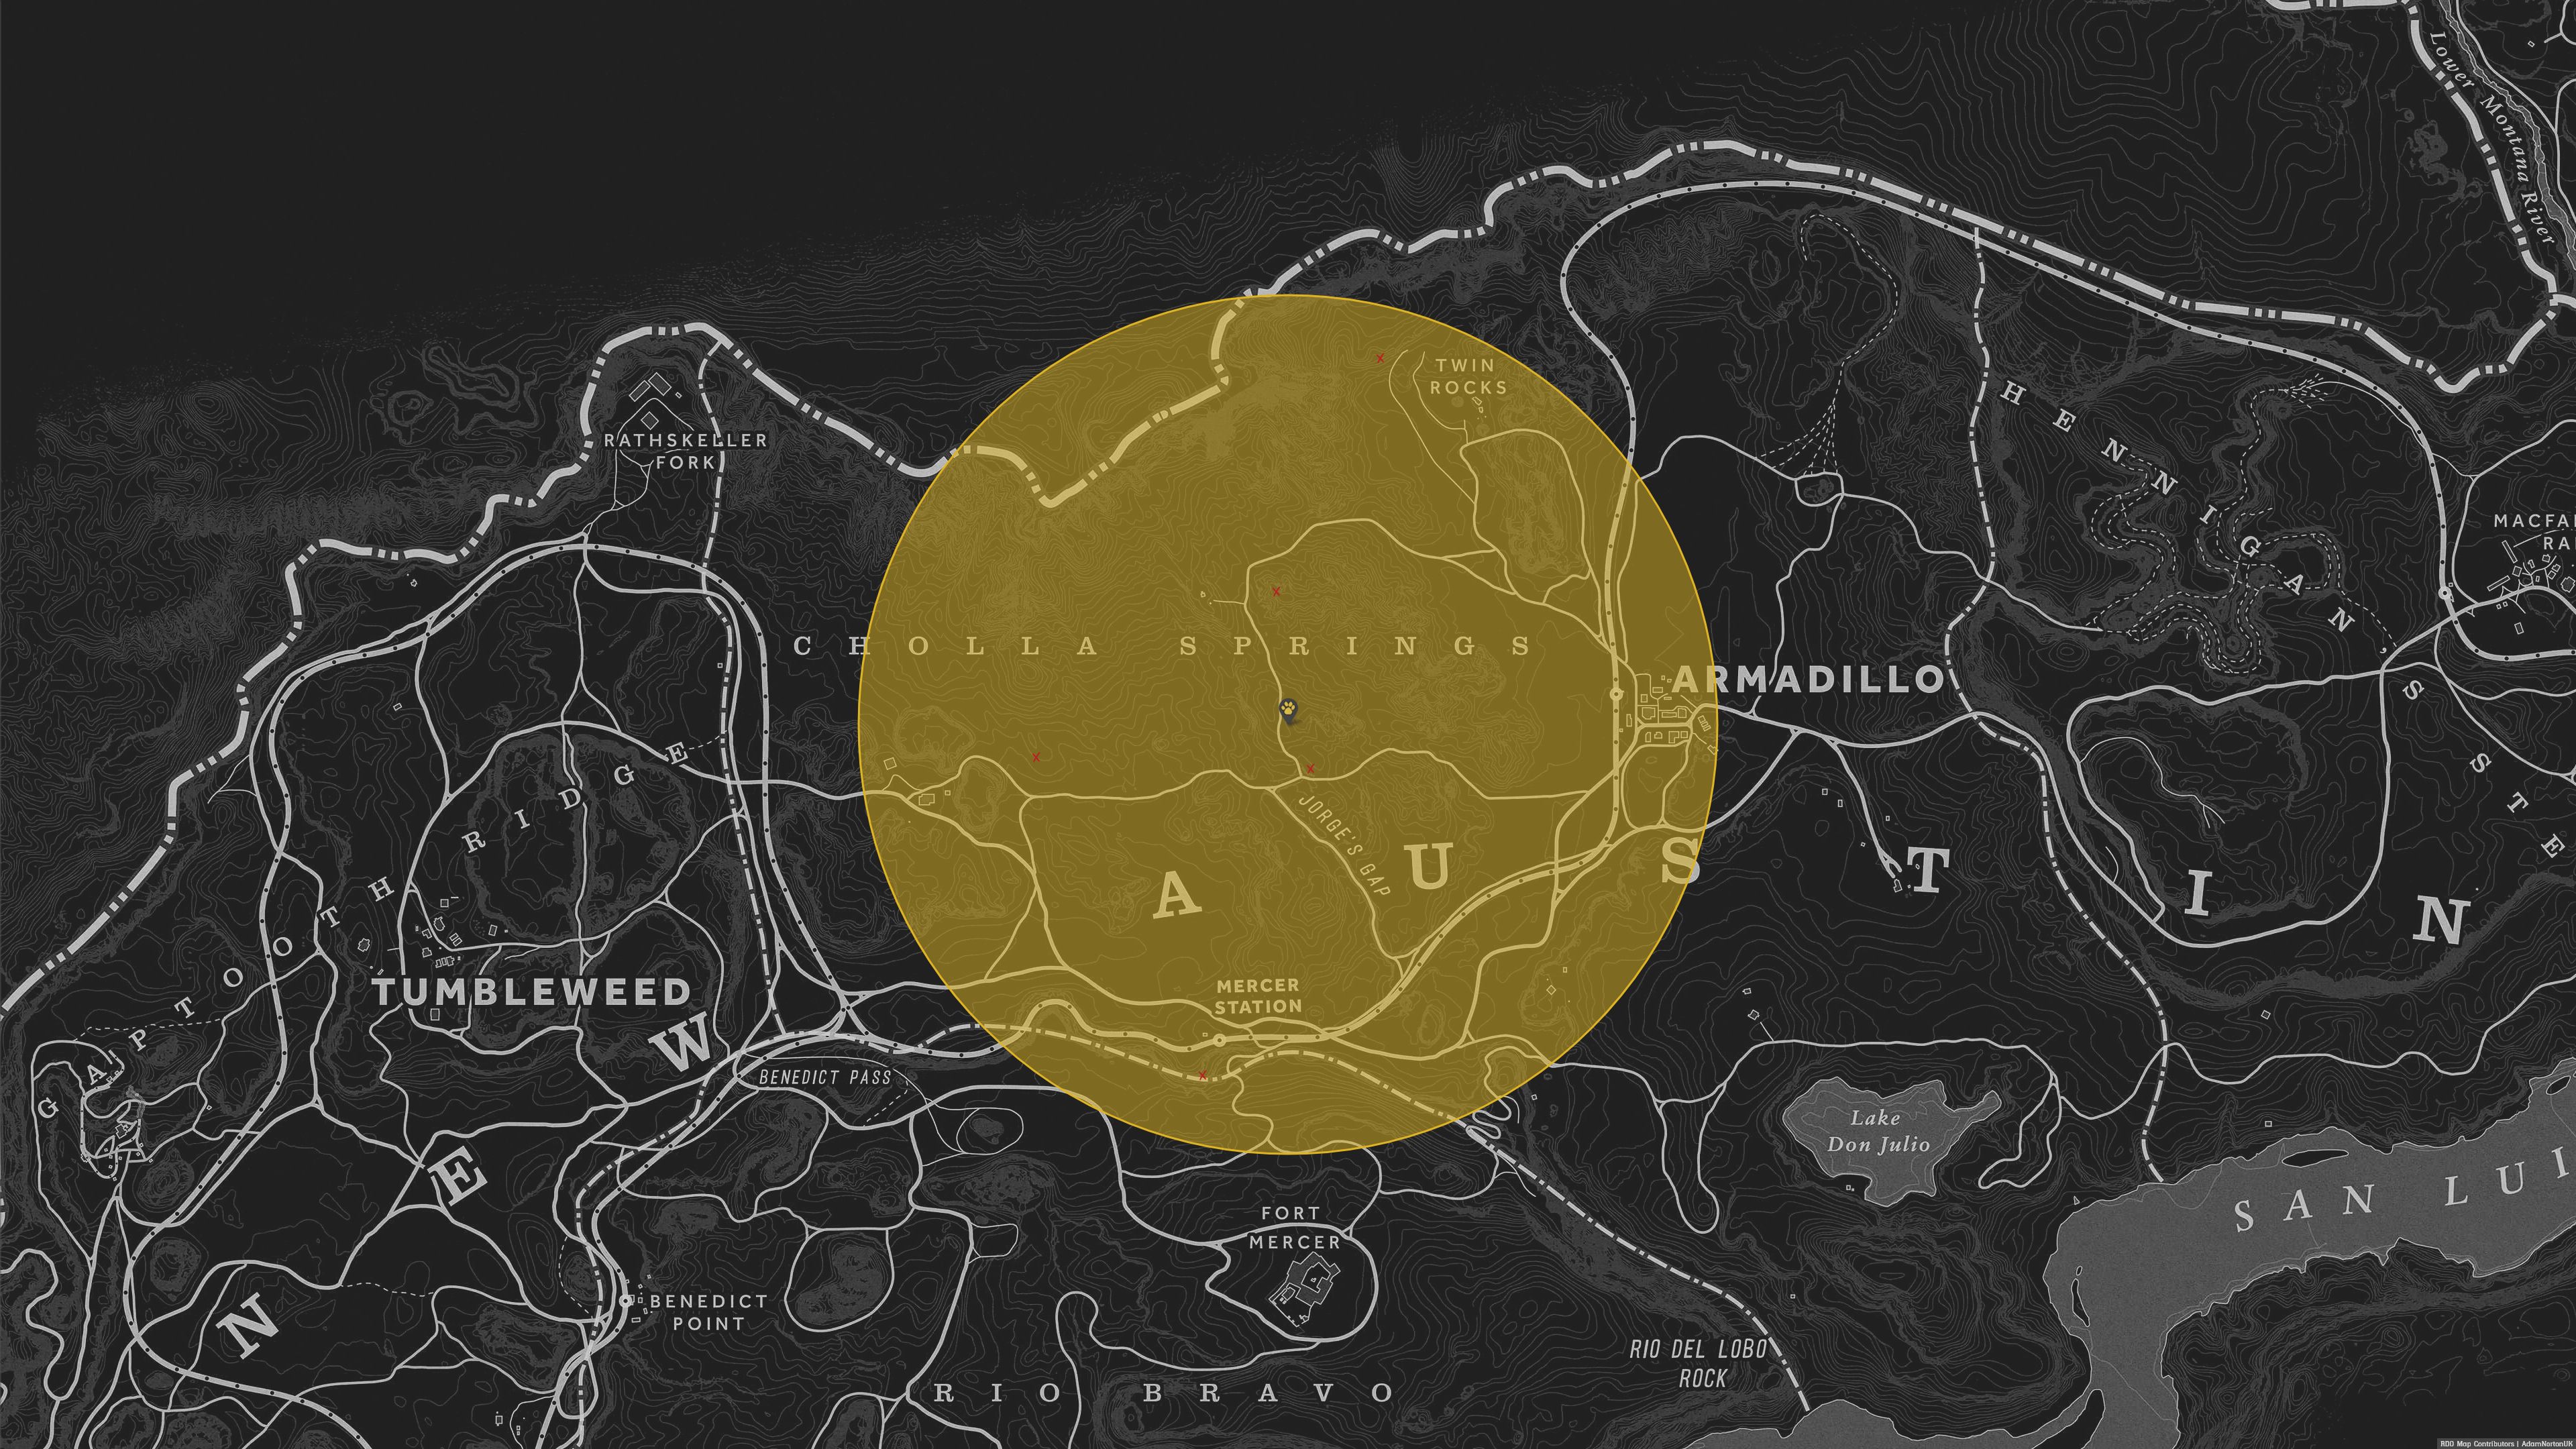 Lower Montana River
TWIN
ROCKS
RATHSKELLER
FORK
HENNIGAN'S STE
MACFA
RA
CHOLLA SPRINGS
ARMADILLO
GAPTOOTH RIDGE
JORGE'S GAP
NEW AUSTIN
MERCER
STATION
TUMBLEWEED
BENEDICT PASS
Lake
Don Julio
SAN LUI
FORT
MERCER
BENEDICT
POINT
RIO DEL LOBO
ROCK
RIO BRAVO
RDO Map Contributors | AdamNortonUK